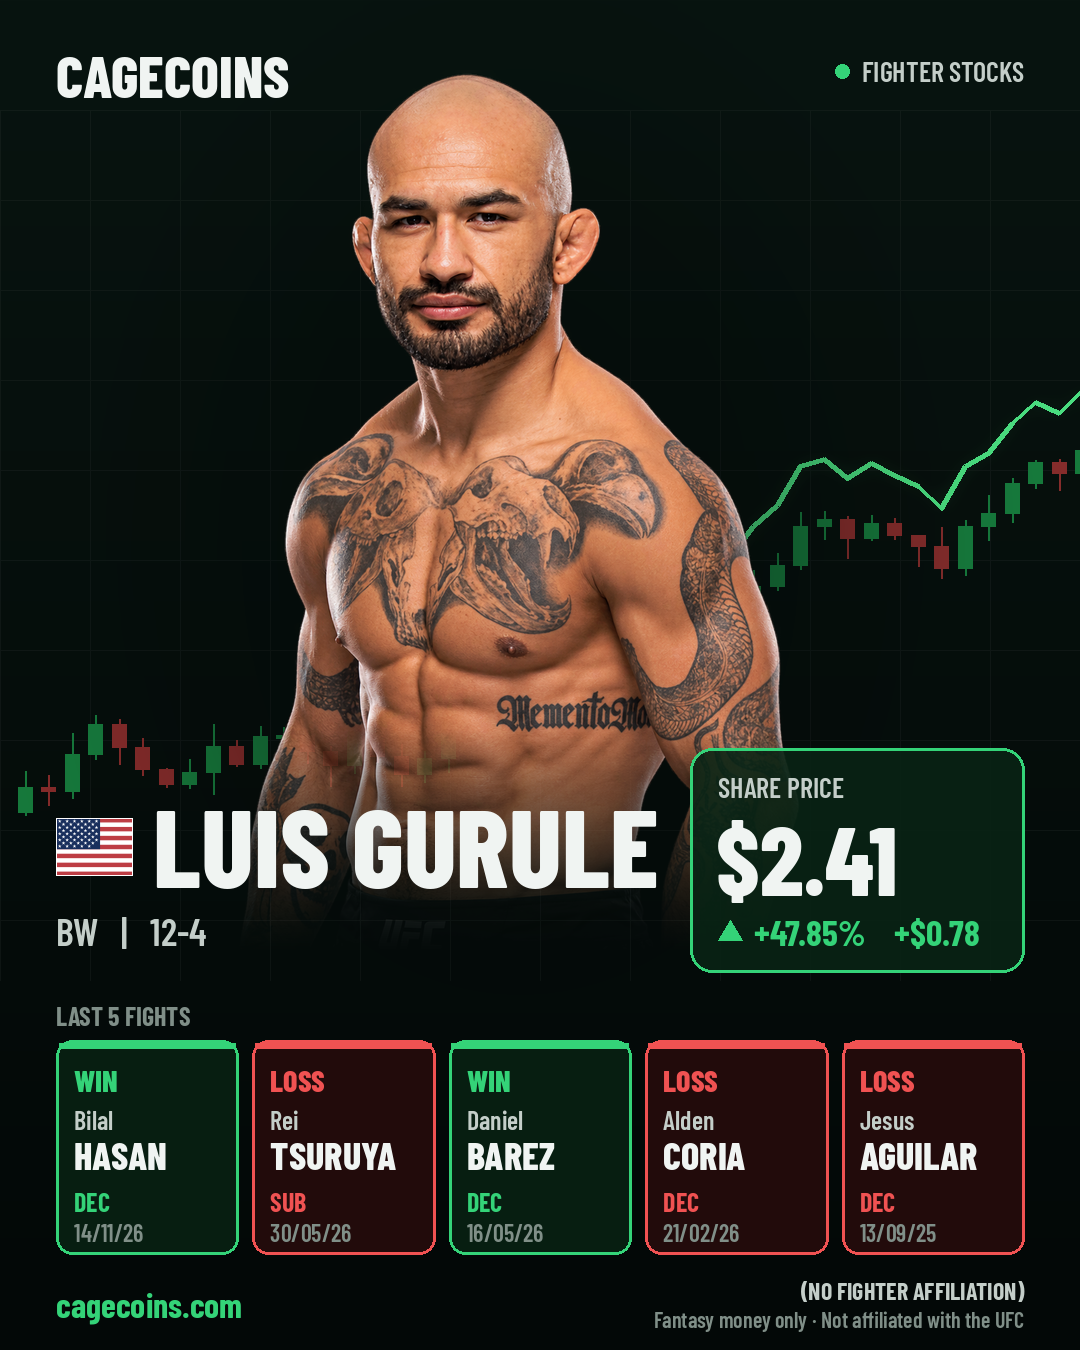 CAGECOINS
FIGHTER STOCKS
Memento Mo
LUIS GURULE
BW | 12-4
UFC
SHARE PRICE
$2.41
▲ +47.85% +$0.78
LAST 5 FIGHTS
WIN
Bilal
HASAN
DEC
14/11/26
LOSS
Rei
TSURUYA
SUB
30/05/26
WIN
Daniel
BAREZ
DEC
16/05/26
LOSS
Alden
CORIA
DEC
21/02/26
LOSS
Jesus
AGUILAR
DEC
13/09/25
cagecoins.com
(NO FIGHTER AFFILIATION)
Fantasy money only · Not affiliated with the UFC